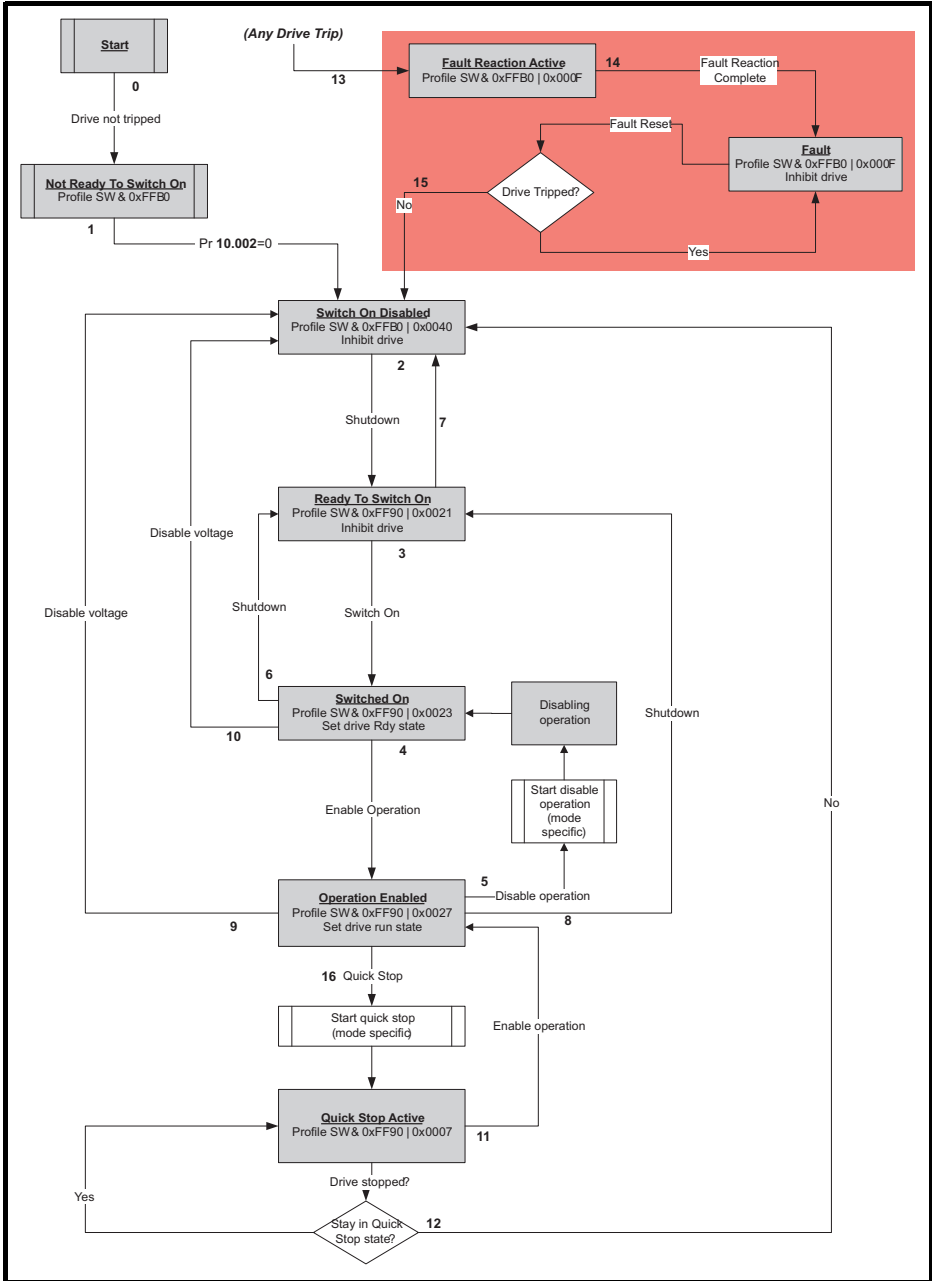 Start
0
Drive not tripped
Not Ready To Switch On
Profile SW & 0xFFB0
1
Pr 10.002=0
(Any Drive Trip)
13
Fault Reaction Active
Profile SW & 0xFFB0 | 0x000F
14
Fault Reaction
Complete
Fault Reset
Fault
Profile SW & 0xFFB0 | 0x000F
Inhibit drive
15
Drive Tripped?
No
Yes
Switch On Disabled
Profile SW & 0xFFB0 | 0x0040
Inhibit drive
2
Shutdown
7
Ready To Switch On
Profile SW & 0xFF90 | 0x0021
Inhibit drive
3
Disable voltage
Disable voltage
Shutdown
Switch On
6
Switched On
Profile SW & 0xFF90 | 0x0023
Set drive Rdy state
10
4
Disabling
operation
Shutdown
Start disable
operation
(mode
specific)
No
Enable Operation
5
Disable operation
Operation Enabled
Profile SW & 0xFF90 | 0x0027
Set drive run state
9
8
16 Quick Stop
Start quick stop
(mode specific)
Enable operation
Quick Stop Active
Profile SW & 0xFF90 | 0x0007
11
Drive stopped?
Yes
Stay in Quick
Stop state?
12